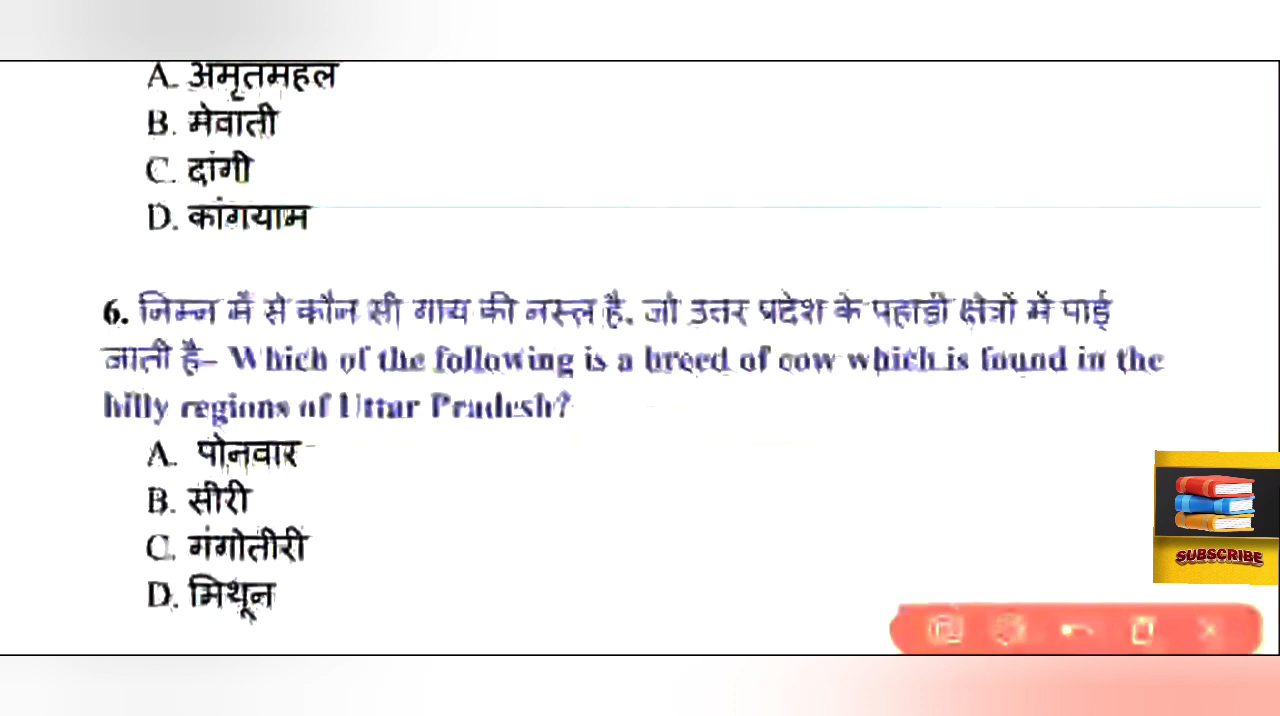 A. अमृतमहल
B. मेवाती
C. दांगी
D. कांगयाम
6. निम्न में से कौन सी गाय की नस्ल है. जो उत्तर प्रदेश के पहाडी क्षेत्रों में पाई
जाती है– Which of the following is a breed of cow which is found in the
hilly regions of Uttar Pradesh?
A. पोनवार
B. सीरी
C. गंगोतीरी
D. मिथून
SUBSCRIBE